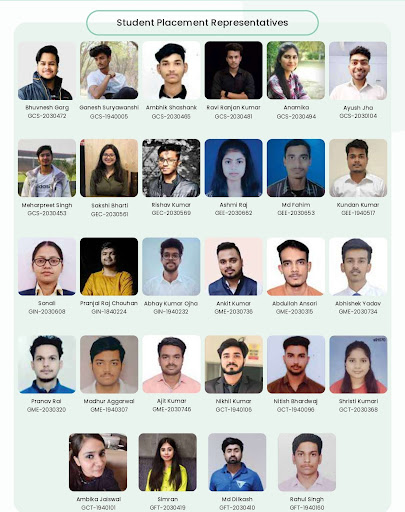 Student Placement Representatives
Bhuvnesh Garg Ganesh Suryawanshi Ambhik Shashank Ravi Ranjan Kumar Anamika Ayush Jha
GCS-2030472 GCS-1940005 GCS-2030465 GCS-2030481 GCS-2030494 GCS-2030104
Meharpreet Singh Sakshi Bharti Rishav Kumar Ashmi Raj Md Fahim Kundan Kumar
GCS-2030453 GEC-2030561 GEC-2030569 GEE-2030662 GEE-2030653 GEE-1940517
Sonali Pranjal Raj Chauhan Abhay Kumar Ojha Ankit Kumar Abdullah Ansari Abhishek Yadav
GIN-2030608 GIN-1840224 GIN-1940232 GME-2030736 GME-2030315 GME-2030734
Pranav Rai Madhur Aggarwal Ajit Kumar Nikhil Kumar Nitish Bhardwaj Shristi Kumari
GME-2030320 GME-1940307 GME-2030746 GCT-1940106 GCT-1940096 GCT-2030368
Ambika Jaiswal Simran Md Dilkash Rahul Singh
GCT-1940101 GFT-2030419 GFT-2030410 GFT-1940160